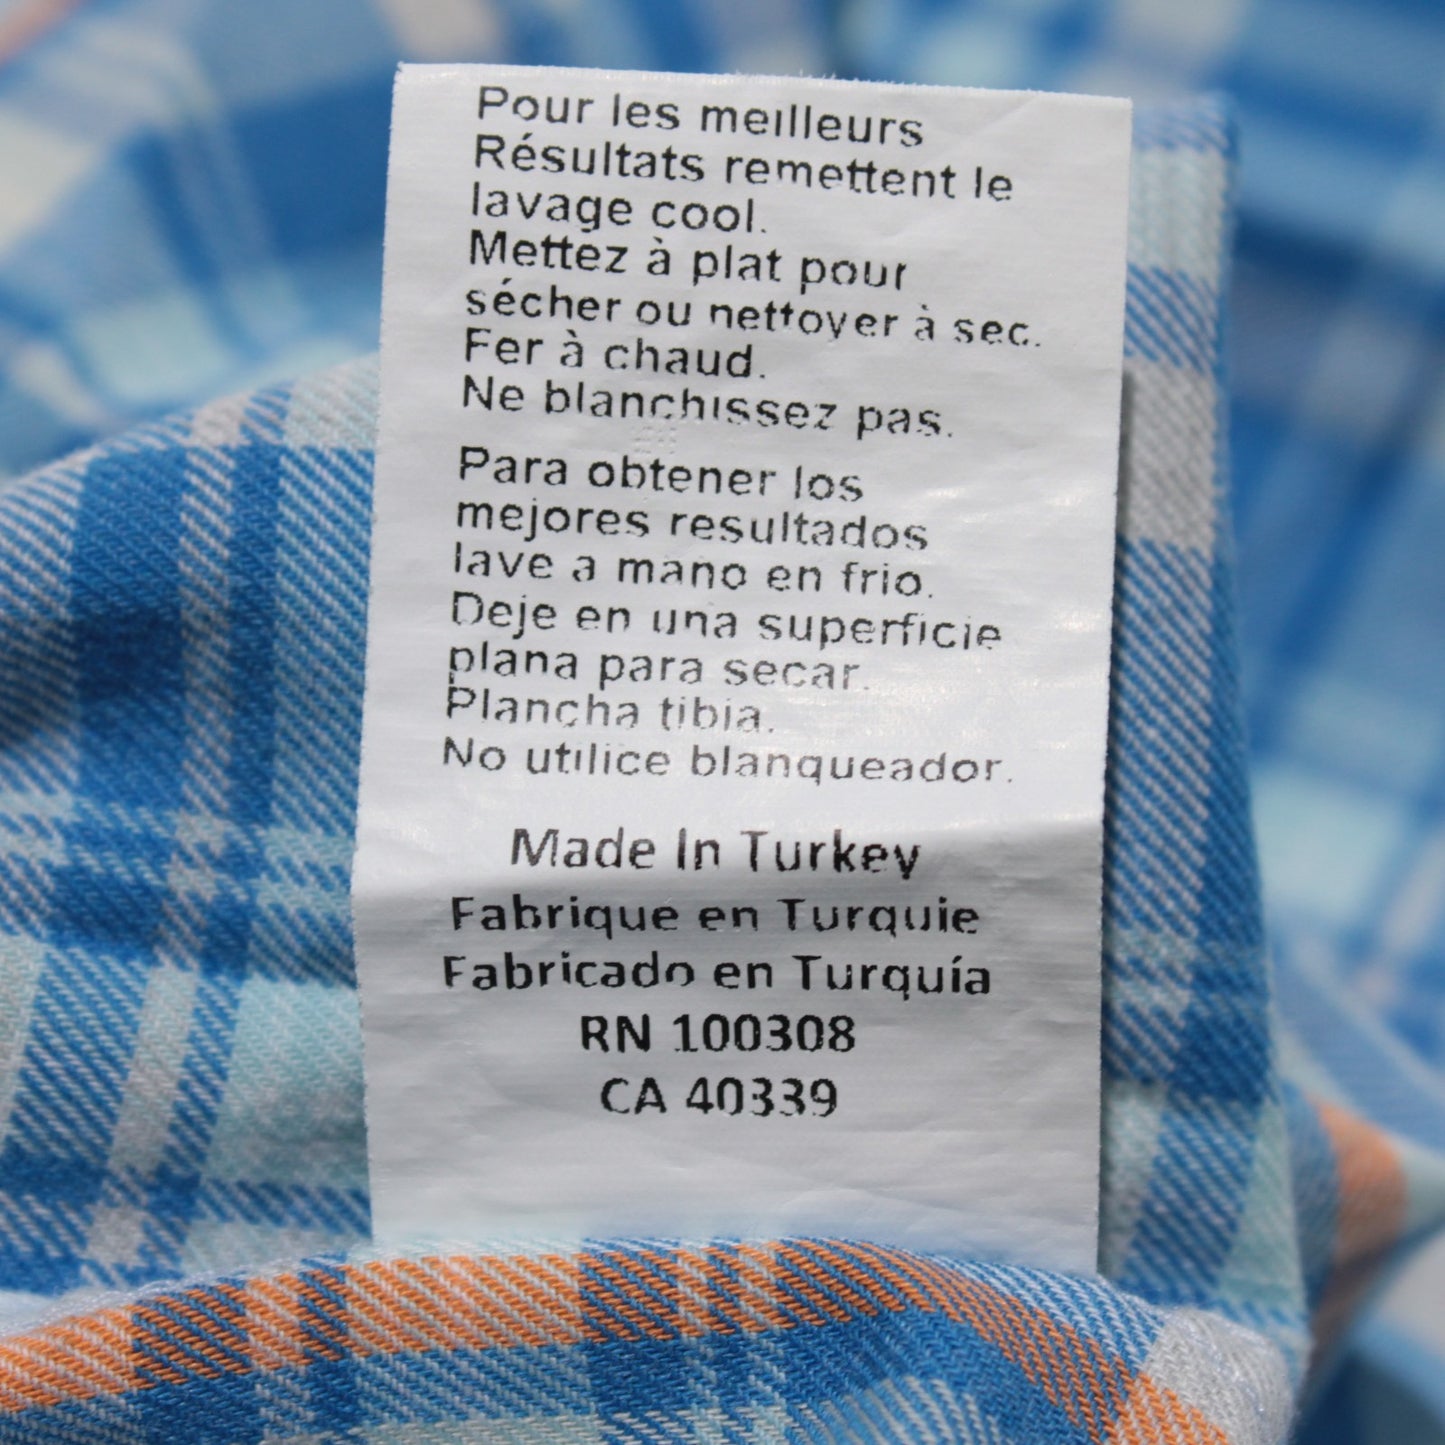 Pour les meilleurs
Résultats remettent le
lavage cool.
Mettez à plat pour
sécher ou nettoyer à sec.
Fer à chaud.
Ne blanchissez pas.
Para obtener los
mejores resultados
lave a mano en frio.
Deje en una superficie
plana para secar.
Plancha tibia.
No utilice blanqueador.
Made In Turkey
Fabrique en Turquie
Fabricado en Turquía
RN 100308
CA 40339